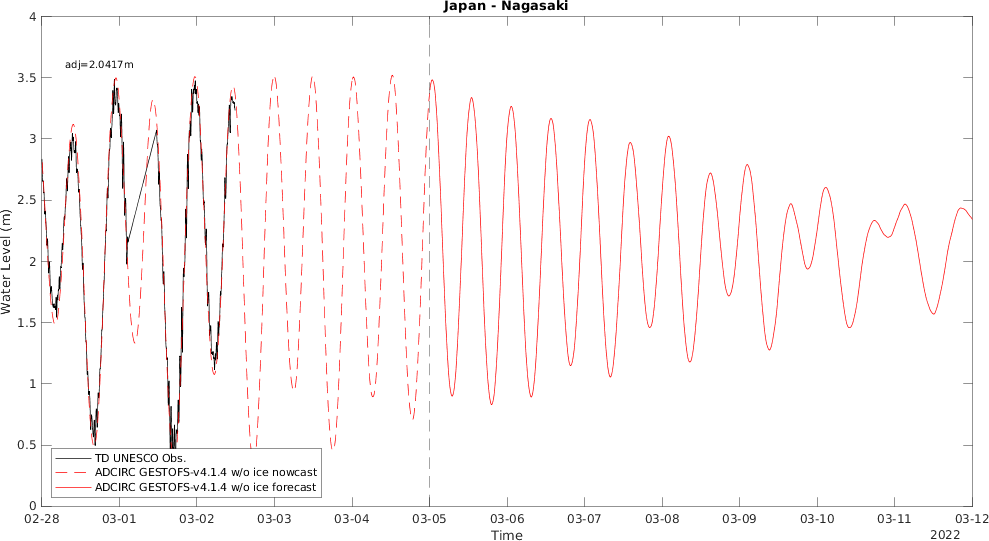 Japan - Nagasaki
adj=2.0417m
4
3.5
3
2.5
2
1.5
1
0.5
0
Water Level (m)
TD UNESCO Obs.
ADCIRC GESTOFS-v4.1.4 w/o ice nowcast
ADCIRC GESTOFS-v4.1.4 w/o ice forecast
02-28 03-01 03-02 03-03 03-04 03-05 03-06 03-07 03-08 03-09 03-10 03-11 03-12
Time
2022